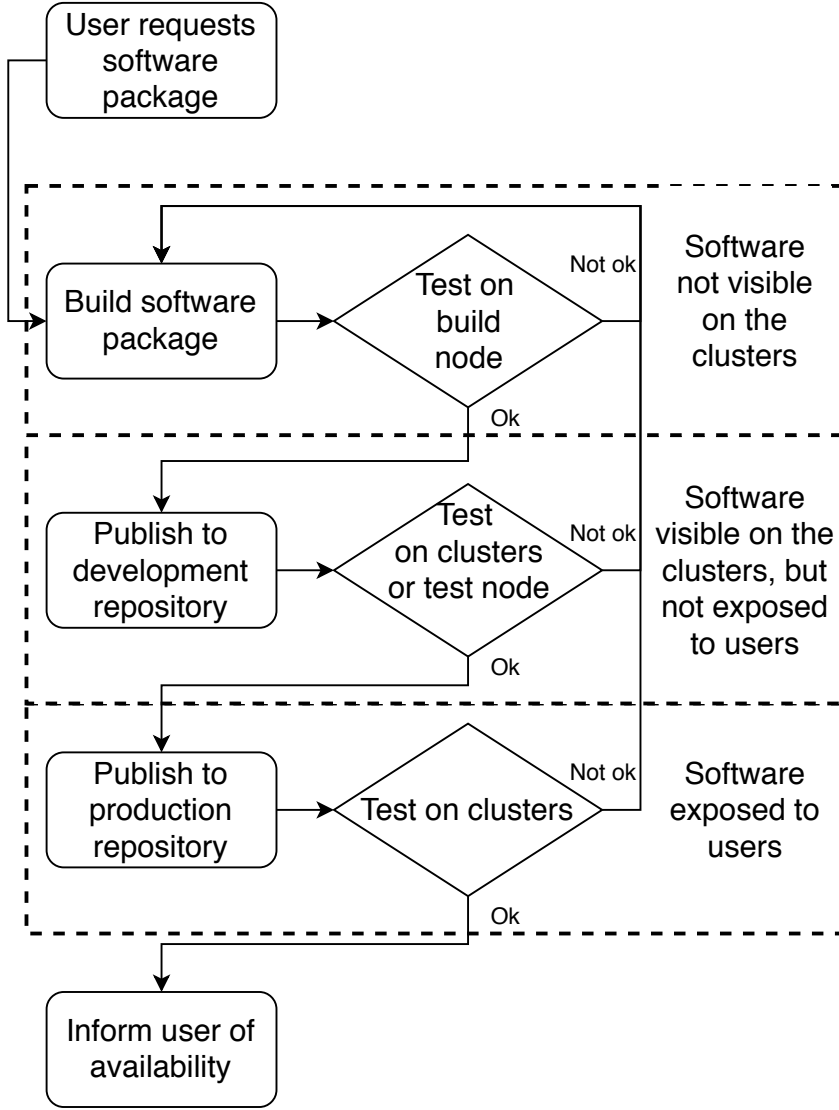 User requests
software
package
Build software
package
Test on
build
node
Not ok
Ok
Software
not visible
on the
clusters
Publish to
development
repository
Test
on clusters
or test node
Not ok
Ok
Software
visible on the
clusters, but
not exposed
to users
Publish to
production
repository
Test on clusters
Not ok
Ok
Software
exposed to
users
Inform user of
availability